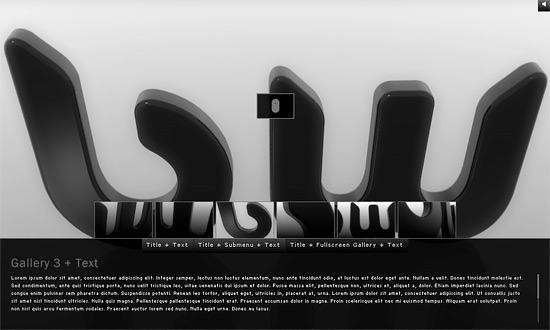 Title + Text Title + Submenu + Text Title + Fullscreen Gallery + Text
Gallery 3 + Text
Lorem ipsum dolor sit amet, consectetuer adipiscing elit. Integer semper, lectus non luctus elementum, nunc ante tincidunt odio, at luctus est dolor eget ante. Nullam a velit. Donec tincidunt molestie elit.
Sed condimentum, ante quis tristique porta, nunc velit tristique leo, vitae venenatis dui ipsum et dolor. Fusce massa elit, pellentesque non, ultrices et, aliquet a, dolor. Etiam interdum lacinia nunc. Sed
congue enim pulvinar sem pharetra dictum. Suspendisse potenti. Aenean leo tortor, aliquet eget, ultricies in, placerat at, urna. Lorem ipsum dolor sit amet, consectetuer adipiscing elit. Ut convallis justo
sit amet nisl tincidunt ultricies. Nulla quis magna. Pellentesque pellentesque tincidunt erat. Praesent accumsan dolor in magna. Proin scelerisque elit nec mi euismod tempus. Aliquam erat volutpat. Proin
non nisl quis arcu fermentum sodales. Praesent auctor lorem sed nunc. Nulla congue mi vitae lectus.